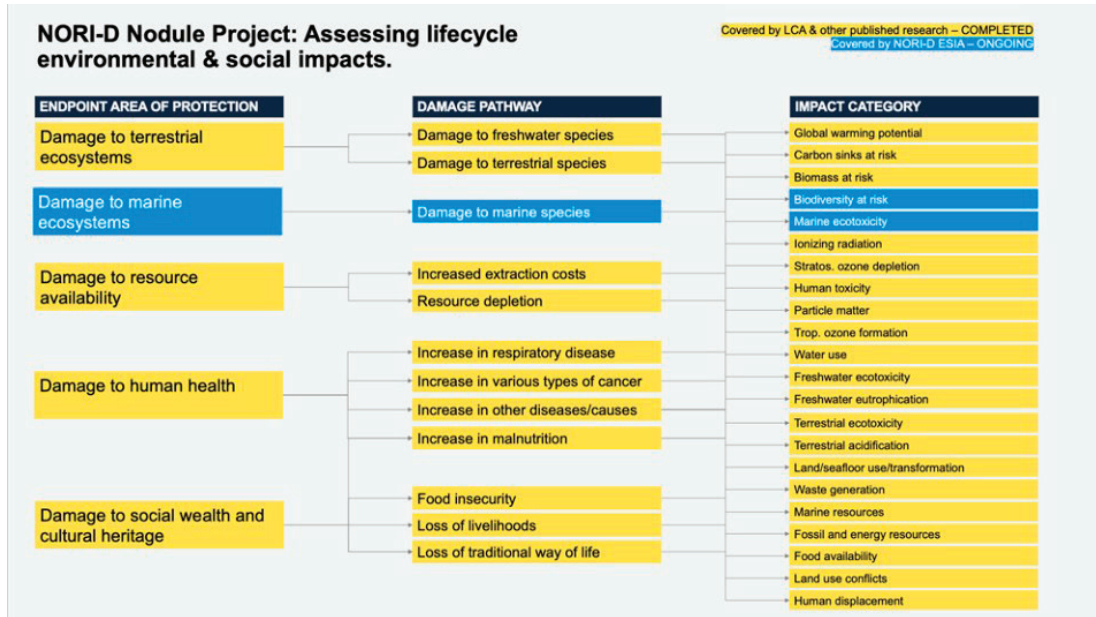 NORI-D Nodule Project: Assessing lifecycle
environmental & social impacts.
Covered by LCA & other published research – COMPLETED
Covered by NORI-D ESIA – ONGOING
ENDPOINT AREA OF PROTECTION
Damage to terrestrial
ecosystems
Damage to marine
ecosystems
Damage to resource
availability
Damage to human health
Damage to social wealth and
cultural heritage
DAMAGE PATHWAY
Damage to freshwater species
Damage to terrestrial species
Damage to marine species
Increased extraction costs
Resource depletion
Increase in respiratory disease
Increase in various types of cancer
Increase in other diseases/causes
Increase in malnutrition
Food insecurity
Loss of livelihoods
Loss of traditional way of life
IMPACT CATEGORY
Global warming potential
Carbon sinks at risk
Biomass at risk
Biodiversity at risk
Marine ecotoxicity
Ionizing radiation
Stratos. ozone depletion
Human toxicity
Particle matter
Trop. ozone formation
Water use
Freshwater ecotoxicity
Freshwater eutrophication
Terrestrial ecotoxicity
Terrestrial acidification
Land/seafloor use/transformation
Waste generation
Marine resources
Fossil and energy resources
Food availability
Land use conflicts
Human displacement